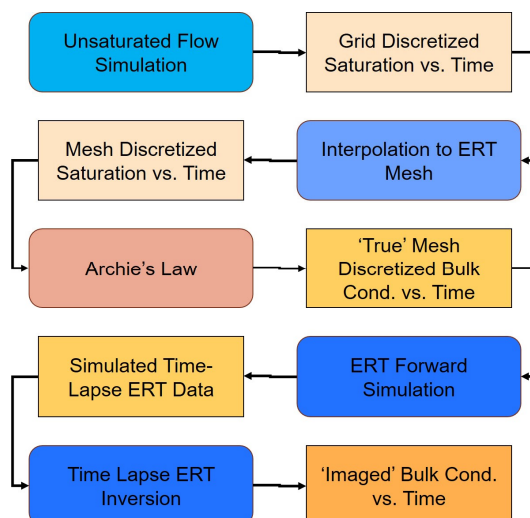 Unsaturated Flow
Simulation
Grid Discretized
Saturation vs. Time
Mesh Discretized
Saturation vs. Time
Interpolation to ERT
Mesh
Archie's Law
‘True’ Mesh
Discretized Bulk
Cond. vs. Time
Simulated Time-
Lapse ERT Data
ERT Forward
Simulation
Time Lapse ERT
Inversion
‘Imaged’ Bulk Cond.
vs. Time